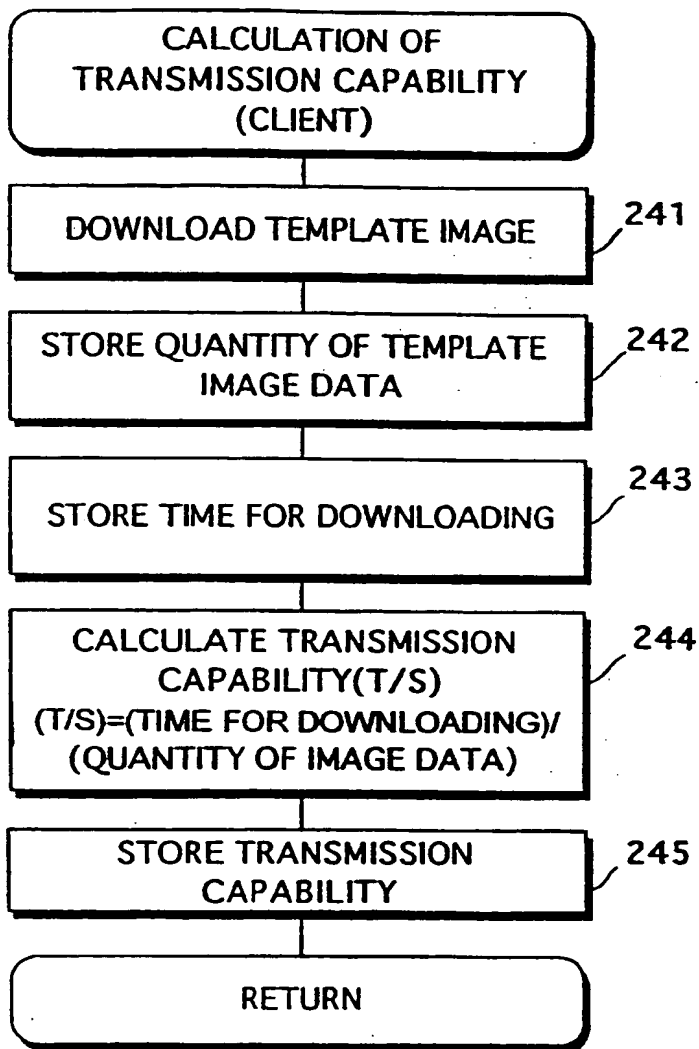 CALCULATION OF
TRANSMISSION CAPABILITY
(CLIENT)
DOWNLOAD TEMPLATE IMAGE
241
STORE QUANTITY OF TEMPLATE
IMAGE DATA
242
STORE TIME FOR DOWNLOADING
243
CALCULATE TRANSMISSION
CAPABILITY(T/S)
(T/S)=(TIME FOR DOWNLOADING)/
(QUANTITY OF IMAGE DATA)
244
STORE TRANSMISSION
CAPABILITY
245
RETURN